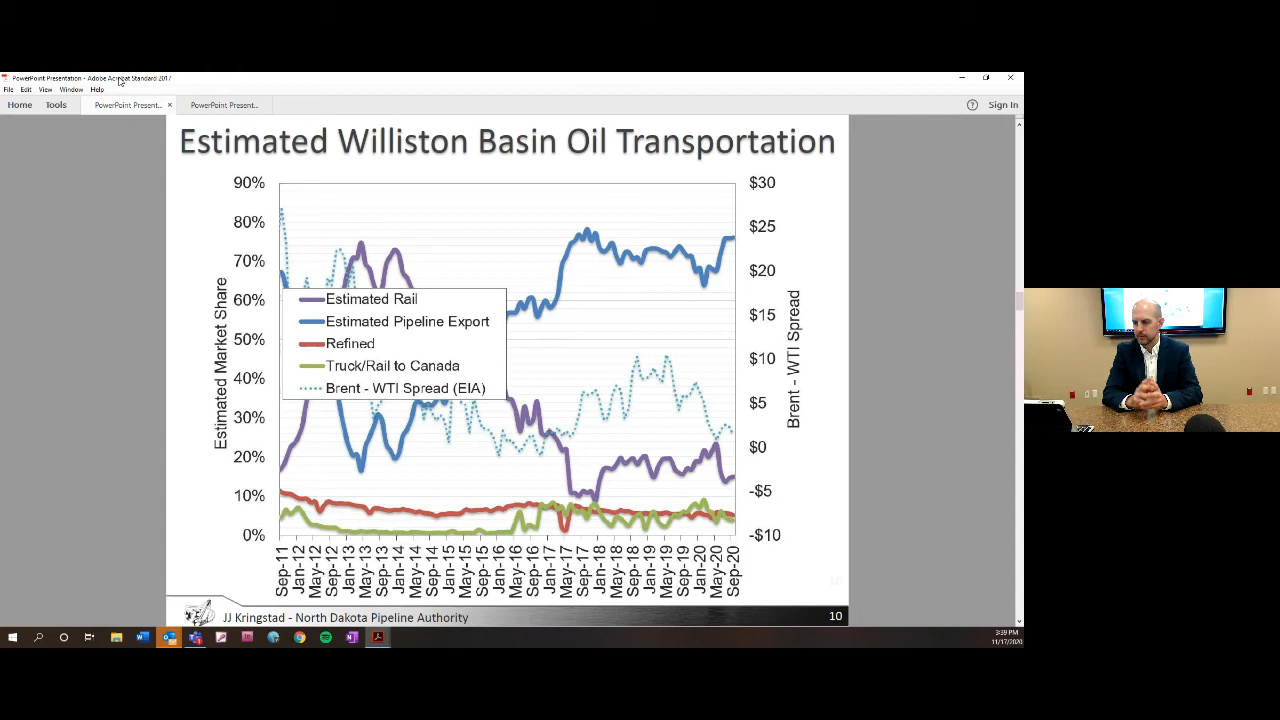 PowerPoint Presentation - Adobe Acrobat Standard 2017
File Edit View Window Help
Home Tools PowerPoint Present... × PowerPoint Present... ? Sign In
Estimated Williston Basin Oil Transportation
90% $30
80% $25
70% $20
60% $15
50% $10
40% $5
30% $0
20% -$5
10% -$10
0%
Estimated Market Share
Brent - WTI Spread
Estimated Rail
Estimated Pipeline Export
Refined
Truck/Rail to Canada
Brent - WTI Spread (EIA)
Sep-11 Jan-12 May-12 Sep-12 Jan-13 May-13 Sep-13 Jan-14 May-14 Sep-14 Jan-15 May-15 Sep-15 Jan-16 May-16 Sep-16 Jan-17 May-17 Sep-17 Jan-18 May-18 Sep-18 Jan-19 May-19 Sep-19 Jan-20 May-20 Sep-20
JJ Kringstad - North Dakota Pipeline Authority 10
3:39 PM
11/17/2020